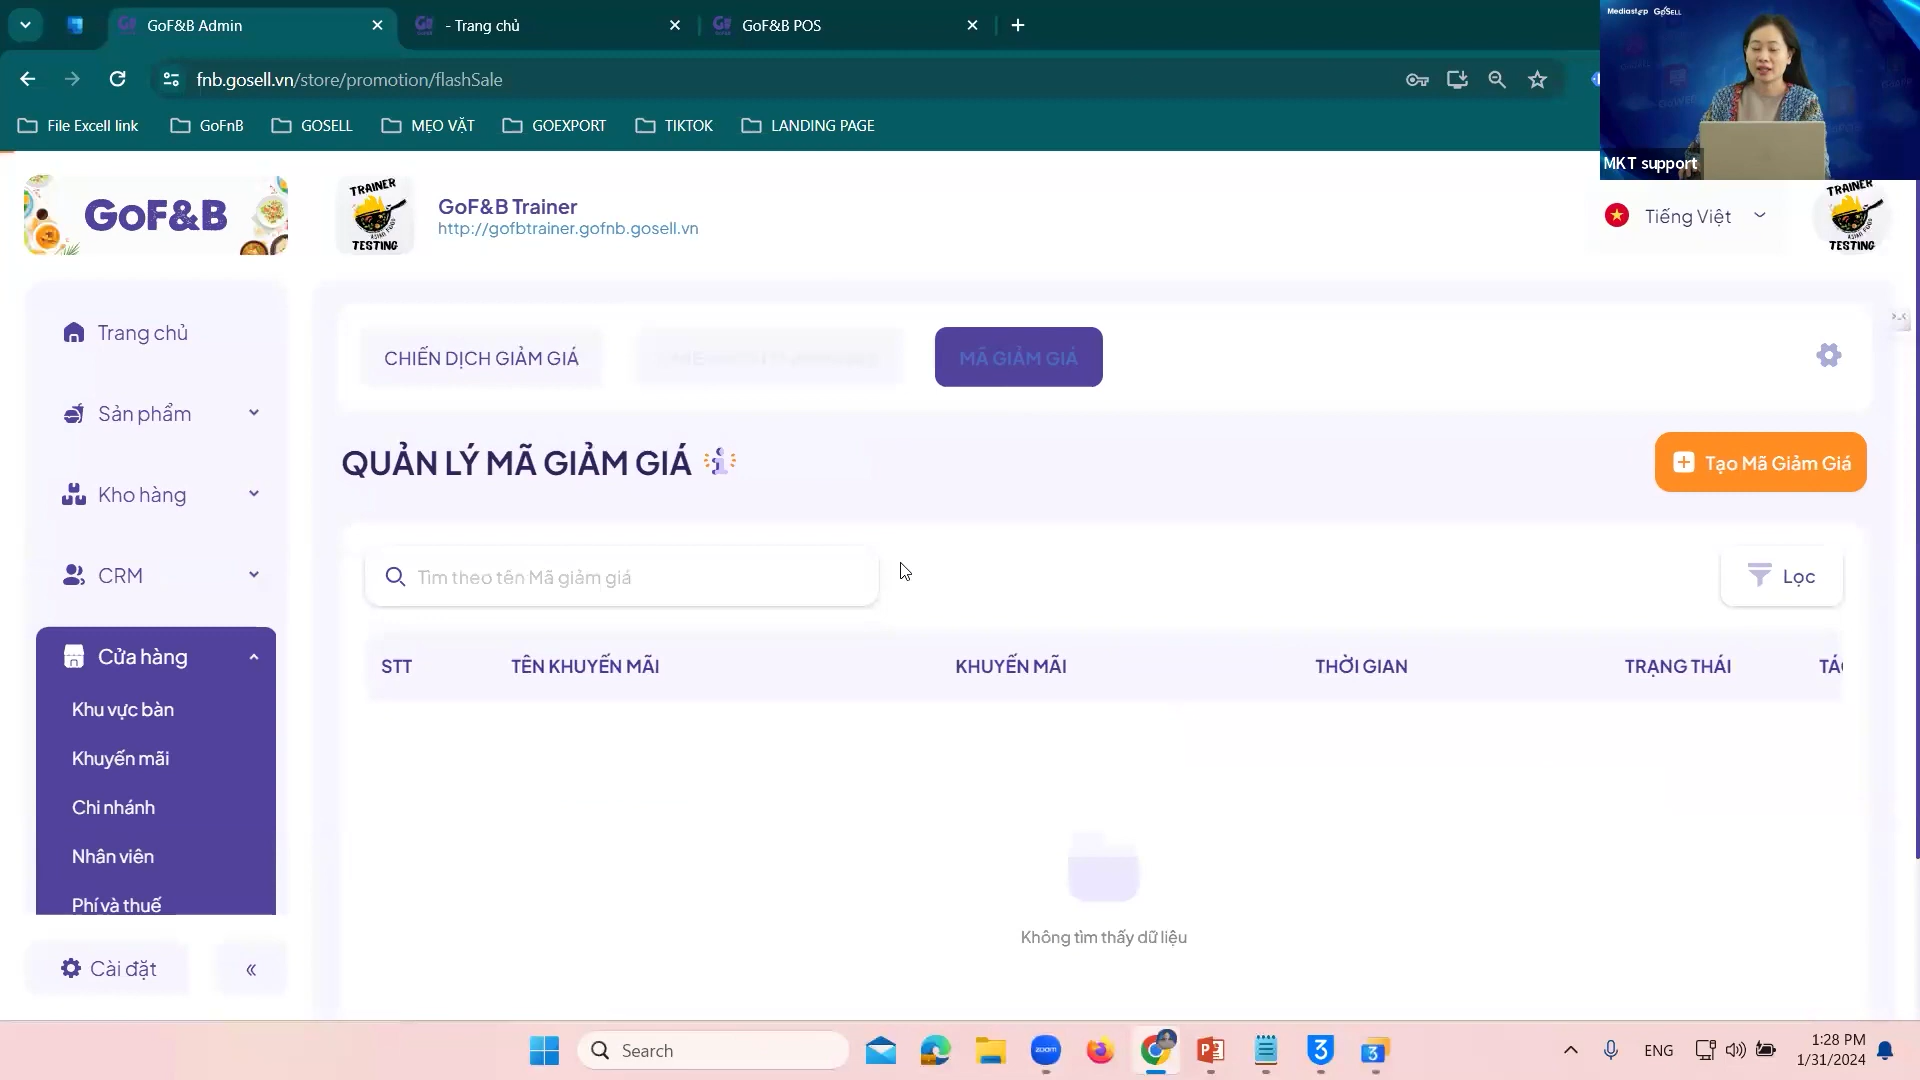 GoF&B Admin
- Trang chủ
GoF&B POS
fnb.gosell.vn/store/promotion/flashSale
File Excell link
GoFnB
GOSELL
MẸO VẶT
GOEXPORT
TIKTOK
LANDING PAGE
Mediastep GoSELL
MKT support
GoF&B
TRAINER
TESTING
GoF&B Trainer
http://gofbtrainer.gofnb.gosell.vn
Tiếng Việt
TRAINER
TESTING
Trang chủ
Sản phẩm
Kho hàng
CRM
Cửa hàng
Khu vực bàn
Khuyến mãi
Chi nhánh
Nhân viên
Phí và thuế
Cài đặt
CHIẾN DỊCH GIẢM GIÁ
MÃ GIẢM GIÁ
QUẢN LÝ MÃ GIẢM GIÁ
Tạo Mã Giảm Giá
Tìm theo tên Mã giảm giá
Lọc
STT
TÊN KHUYẾN MÃI
KHUYẾN MÃI
THỜI GIAN
TRẠNG THÁI
Không tìm thấy dữ liệu
Search
zoom
ENG
1:28 PM
1/31/2024